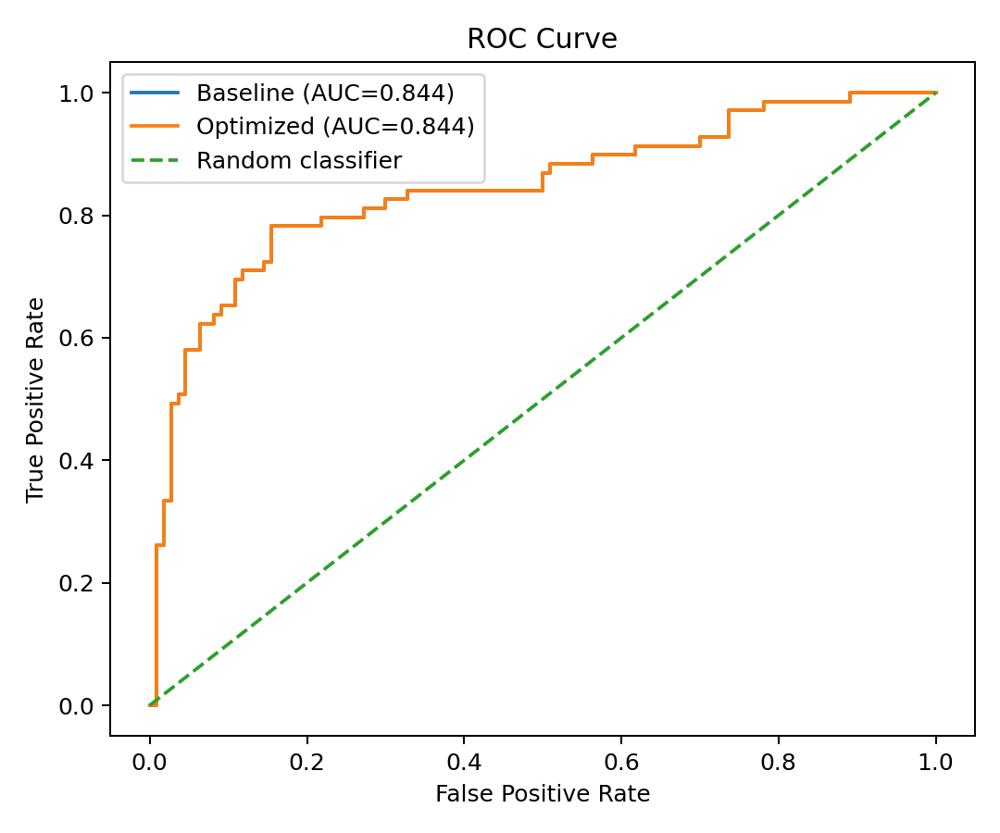 ROC Curve
Baseline (AUC=0.844)
Optimized (AUC=0.844)
Random classifier
1.0
0.8
0.6
0.4
0.2
0.0
True Positive Rate
0.0 0.2 0.4 0.6 0.8 1.0
False Positive Rate